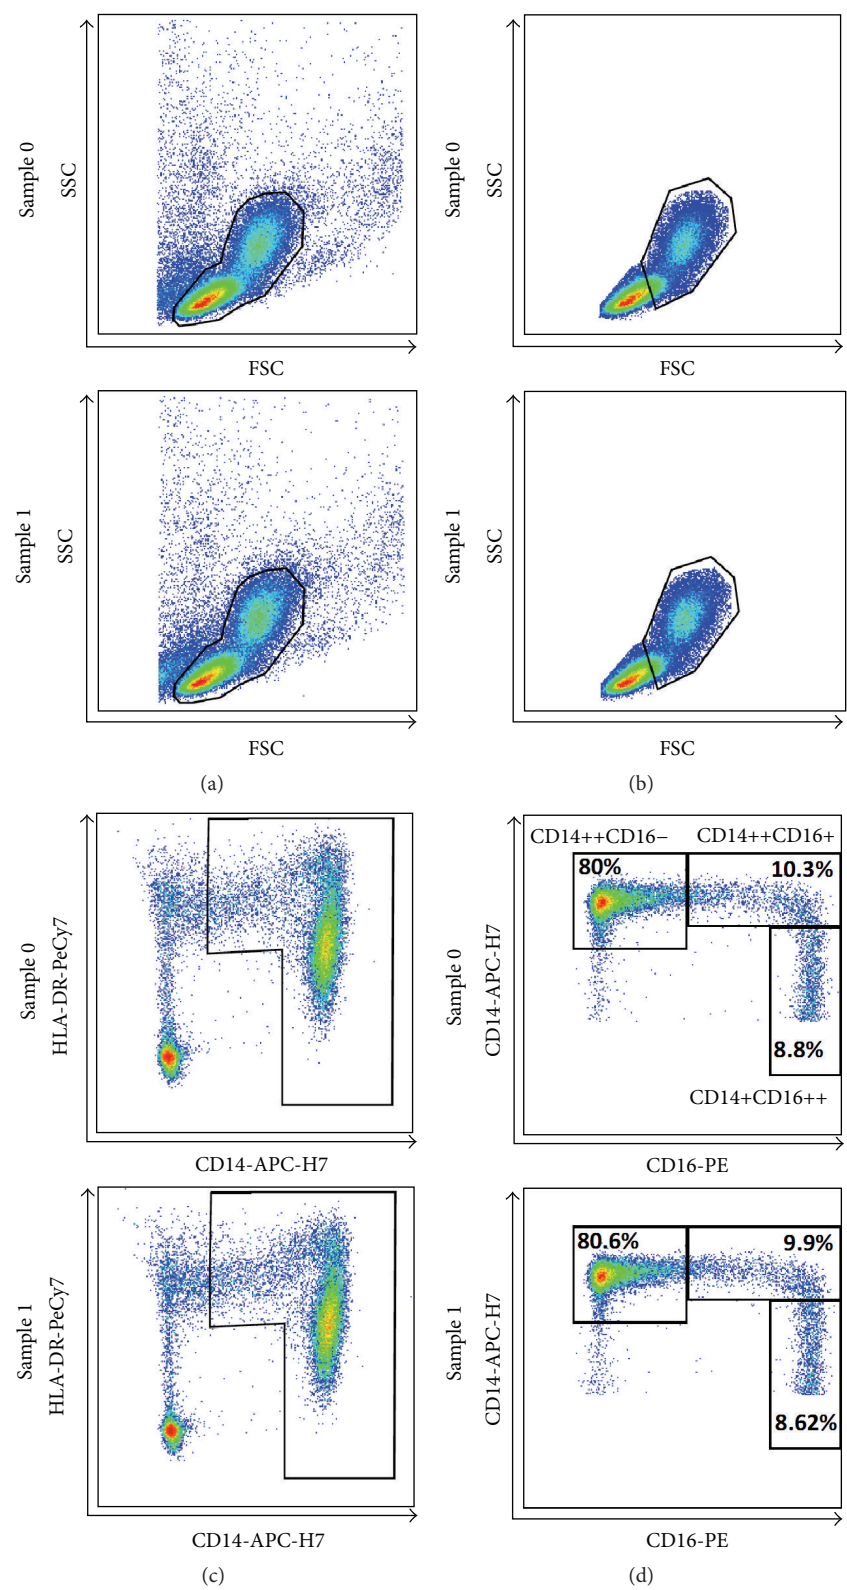 Sample 0
SSC
FSC
Sample 0
SSC
FSC
Sample 1
SSC
FSC
Sample 1
SSC
FSC
(a)
(b)
Sample 0
HLA-DR-PeCy7
CD14-APC-H7
Sample 0
CD14-APC-H7
CD14++CD16−
CD14++CD16+
80%
10.3%
8.8%
CD14+CD16++
CD16-PE
Sample 1
HLA-DR-PeCy7
CD14-APC-H7
Sample 1
CD14-APC-H7
80.6%
9.9%
8.62%
CD16-PE
(c)
(d)